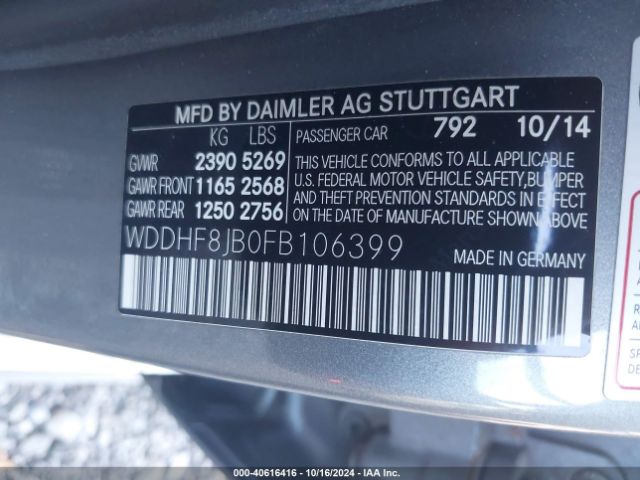 MFD BY DAIMLER AG STUTTGART
KG LBS PASSENGER CAR 792 10/14
GVWR 2390 5269
GAWR FRONT 1165 2568
GAWR REAR 1250 2756
THIS VEHICLE CONFORMS TO ALL APPLICABLE
U.S. FEDERAL MOTOR VEHICLE SAFETY, BUMPER
AND THEFT PREVENTION STANDARDS IN EFFECT
ON THE DATE OF MANUFACTURE SHOWN ABOVE
WDDHF8JB0FB106399
MADE IN GERMANY
000-40616416 | 10/16/2024 | IAA Inc.